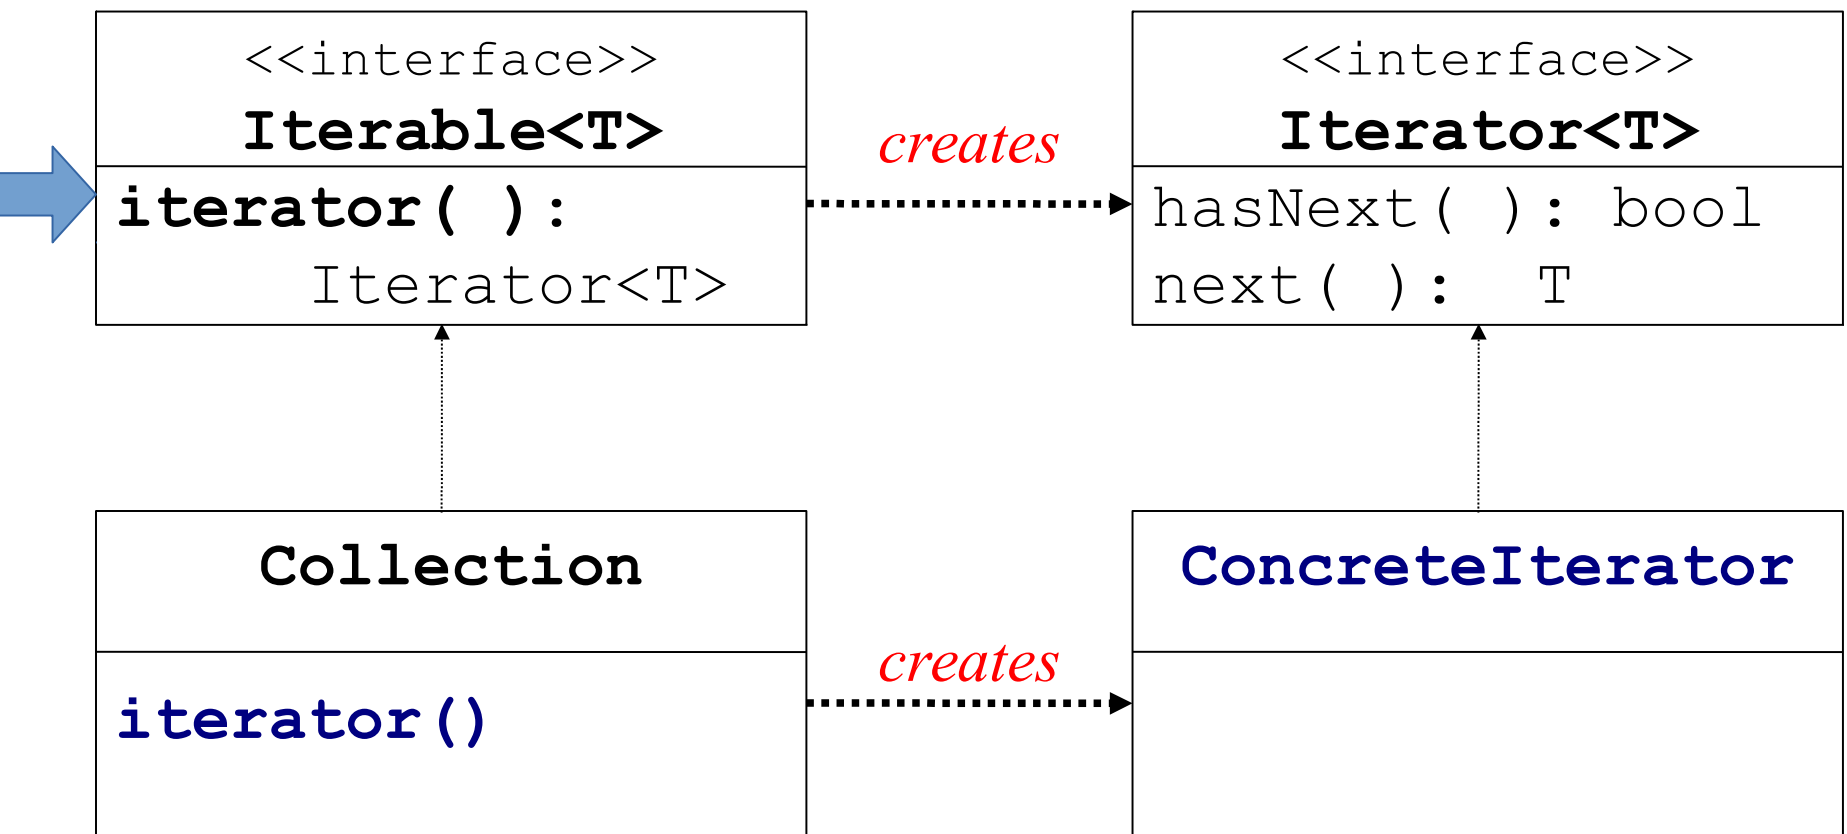 <<interface>>
Iterable<T>
iterator( ):
Iterator<T>
creates
<<interface>>
Iterator<T>
hasNext( ): bool
next( ): T
Collection
iterator()
creates
ConcreteIterator